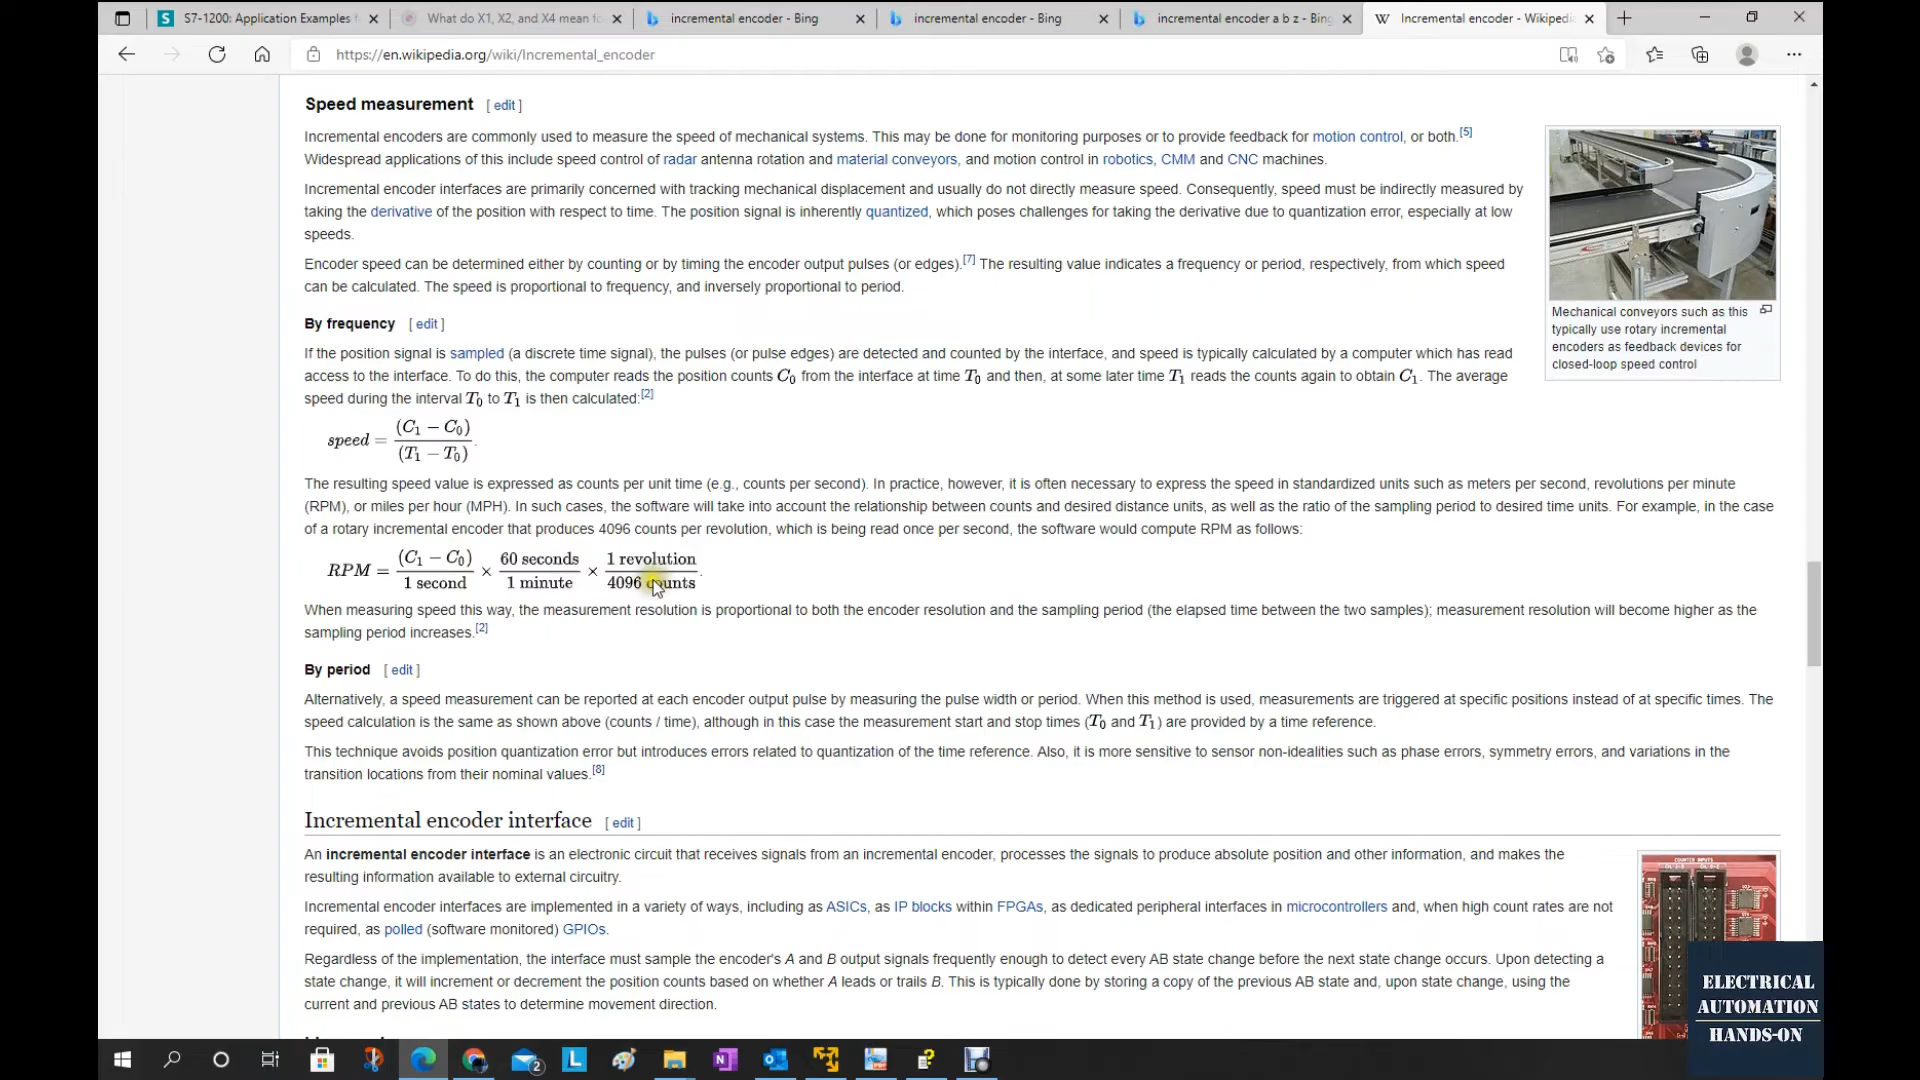 S7-1200: Application Examples f
What do X1, X2, and X4 mean fo
incremental encoder - Bing
incremental encoder - Bing
incremental encoder a b z - Bing
Incremental encoder - Wikipedi
https://en.wikipedia.org/wiki/Incremental_encoder
Speed measurement [ edit ]
Incremental encoders are commonly used to measure the speed of mechanical systems. This may be done for monitoring purposes or to provide feedback for motion control, or both.[5]
Widespread applications of this include speed control of radar antenna rotation and material conveyors, and motion control in robotics, CMM and CNC machines.
Incremental encoder interfaces are primarily concerned with tracking mechanical displacement and usually do not directly measure speed. Consequently, speed must be indirectly measured by
taking the derivative of the position with respect to time. The position signal is inherently quantized, which poses challenges for taking the derivative due to quantization error, especially at low
speeds.
Encoder speed can be determined either by counting or by timing the encoder output pulses (or edges).[7] The resulting value indicates a frequency or period, respectively, from which speed
can be calculated. The speed is proportional to frequency, and inversely proportional to period.
Mechanical conveyors such as this
typically use rotary incremental
encoders as feedback devices for
closed-loop speed control
By frequency [ edit ]
If the position signal is sampled (a discrete time signal), the pulses (or pulse edges) are detected and counted by the interface, and speed is typically calculated by a computer which has read
access to the interface. To do this, the computer reads the position counts C0 from the interface at time T0 and then, at some later time T1 reads the counts again to obtain C1. The average
speed during the interval T0 to T1 is then calculated:[2]
speed = (C1 − C0) / (T1 − T0).
The resulting speed value is expressed as counts per unit time (e.g., counts per second). In practice, however, it is often necessary to express the speed in standardized units such as meters per second, revolutions per minute
(RPM), or miles per hour (MPH). In such cases, the software will take into account the relationship between counts and desired distance units, as well as the ratio of the sampling period to desired time units. For example, in the case
of a rotary incremental encoder that produces 4096 counts per revolution, which is being read once per second, the software would compute RPM as follows:
RPM = (C1 − C0) / 1 second × 60 seconds / 1 minute × 1 revolution / 4096 counts.
When measuring speed this way, the measurement resolution is proportional to both the encoder resolution and the sampling period (the elapsed time between the two samples); measurement resolution will become higher as the
sampling period increases.[2]
By period [ edit ]
Alternatively, a speed measurement can be reported at each encoder output pulse by measuring the pulse width or period. When this method is used, measurements are triggered at specific positions instead of at specific times. The
speed calculation is the same as shown above (counts / time), although in this case the measurement start and stop times (T0 and T1) are provided by a time reference.
This technique avoids position quantization error but introduces errors related to quantization of the time reference. Also, it is more sensitive to sensor non-idealities such as phase errors, symmetry errors, and variations in the
transition locations from their nominal values.[8]
Incremental encoder interface [ edit ]
An incremental encoder interface is an electronic circuit that receives signals from an incremental encoder, processes the signals to produce absolute position and other information, and makes the
resulting information available to external circuitry.
Incremental encoder interfaces are implemented in a variety of ways, including as ASICs, as IP blocks within FPGAs, as dedicated peripheral interfaces in microcontrollers and, when high count rates are not
required, as polled (software monitored) GPIOs.
Regardless of the implementation, the interface must sample the encoder's A and B output signals frequently enough to detect every AB state change before the next state change occurs. Upon detecting a
state change, it will increment or decrement the position counts based on whether A leads or trails B. This is typically done by storing a copy of the previous AB state and, upon state change, using the
current and previous AB states to determine movement direction.
COUNTER INPUTS
ELECTRICAL
AUTOMATION
HANDS-ON